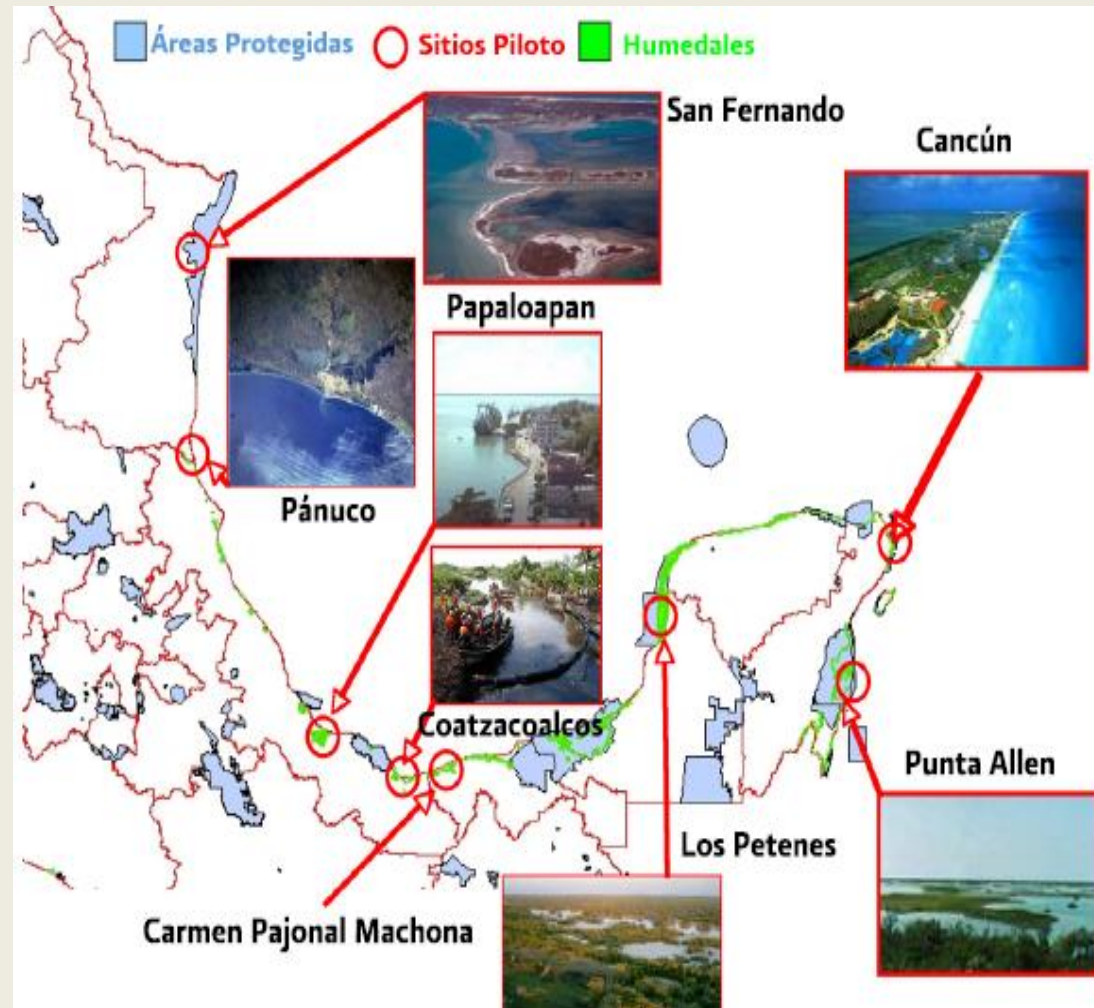 Áreas Protegidas Sitios Piloto Humedales
San Fernando
Cancún
Papaloapan
Pánuco
Coatzacoalcos
Punta Allen
Los Petenes
Carmen Pajonal Machona